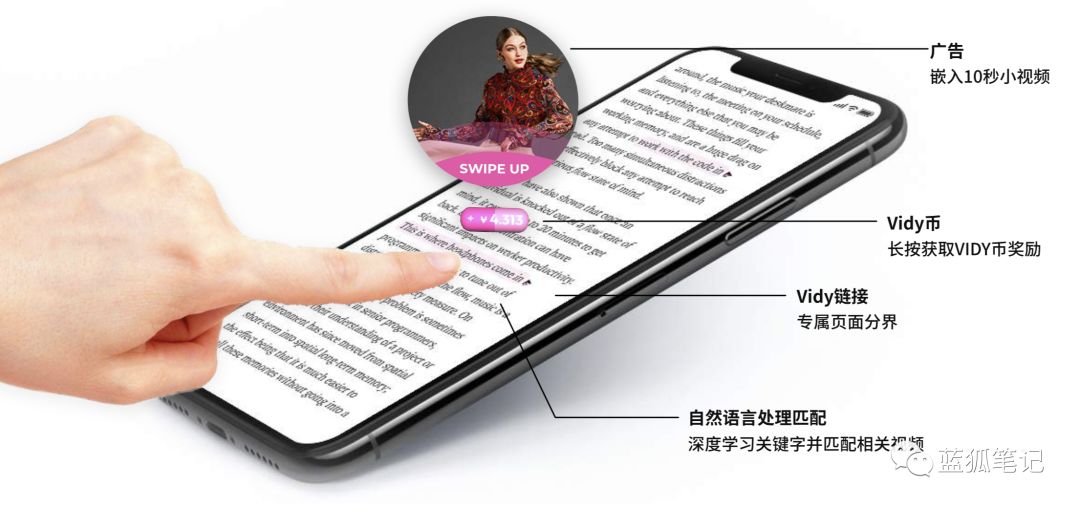 广告
嵌入10秒小视频
SWIPE UP
+ ¥ 4.313
Vidy币
长按获取VIDY币奖励
Vidy链接
专属页面分界
自然语言处理匹配
深度学习关键字并匹配相关视频
蓝狐笔记
around, the music your deskmate is
listening to, the meeting on your schedule,
and everything else that you may be
worrying about. These things fill your
working memory, and are a huge drag on
any attempt to work with the code in
Too many simultaneous distractions
effectively block any attempt to reach
flow state of mind.
have also shown that once an
is knocked out of a flow state of
mind, it to 20 minutes to get
back. can have
significant impacts on worker productivity.
This is where headphones come in
to tune out of
the flow, music is a
measure. On
problem is sometimes
in senior programmers,
their understanding of a project or
environment has since moved from spatial
short-term into spatial long-term memory;
the effect being that it is much easier to
these memories without going into a